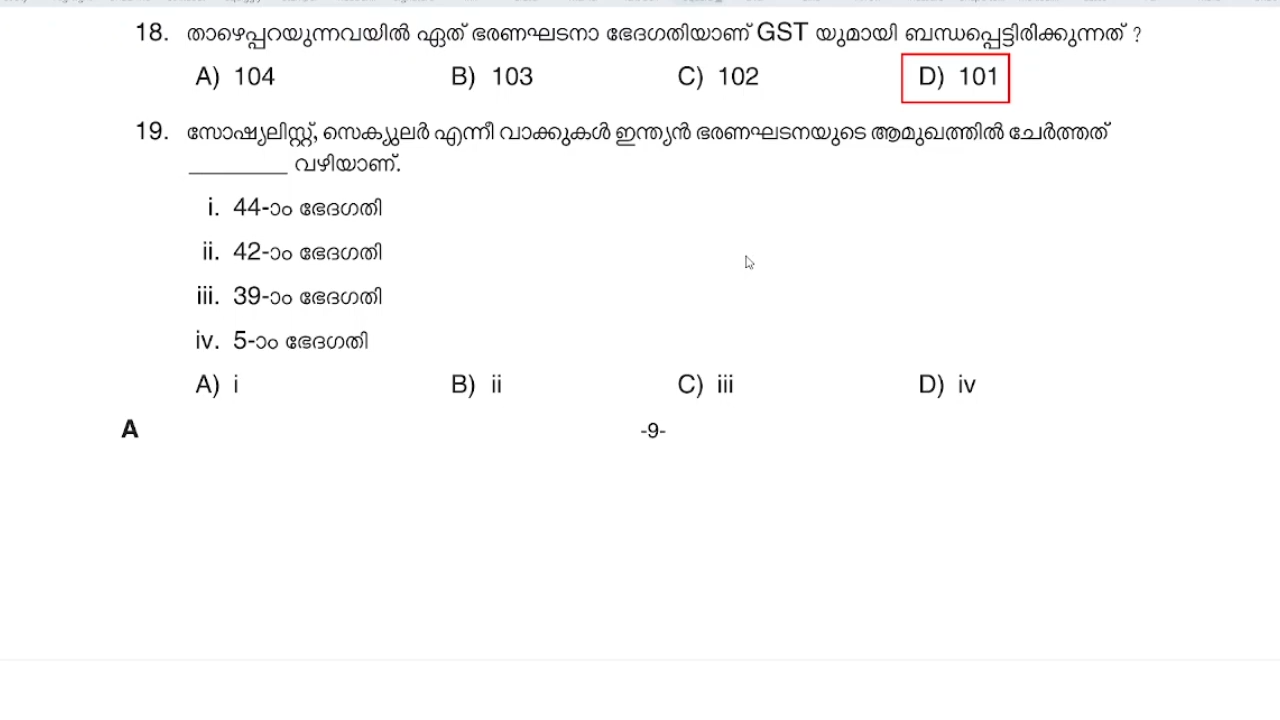 18. താഴെപ്പറയുന്നവയിൽ ഏത് ഭരണഘടനാ ഭേദഗതിയാണ് GST യുമായി ബന്ധപ്പെട്ടിരിക്കുന്നത് ?
A) 104 B) 103 C) 102 D) 101
19. സോഷ്യലിസ്റ്റ്, സെക്യുലർ എന്നീ വാക്കുകൾ ഇന്ത്യൻ ഭരണഘടനയുടെ ആമുഖത്തിൽ ചേർത്തത്
_________ വഴിയാണ്.
i. 44-ാം ഭേദഗതി
ii. 42-ാം ഭേദഗതി
iii. 39-ാം ഭേദഗതി
iv. 5-ാം ഭേദഗതി
A) i B) ii C) iii D) iv
A -9-